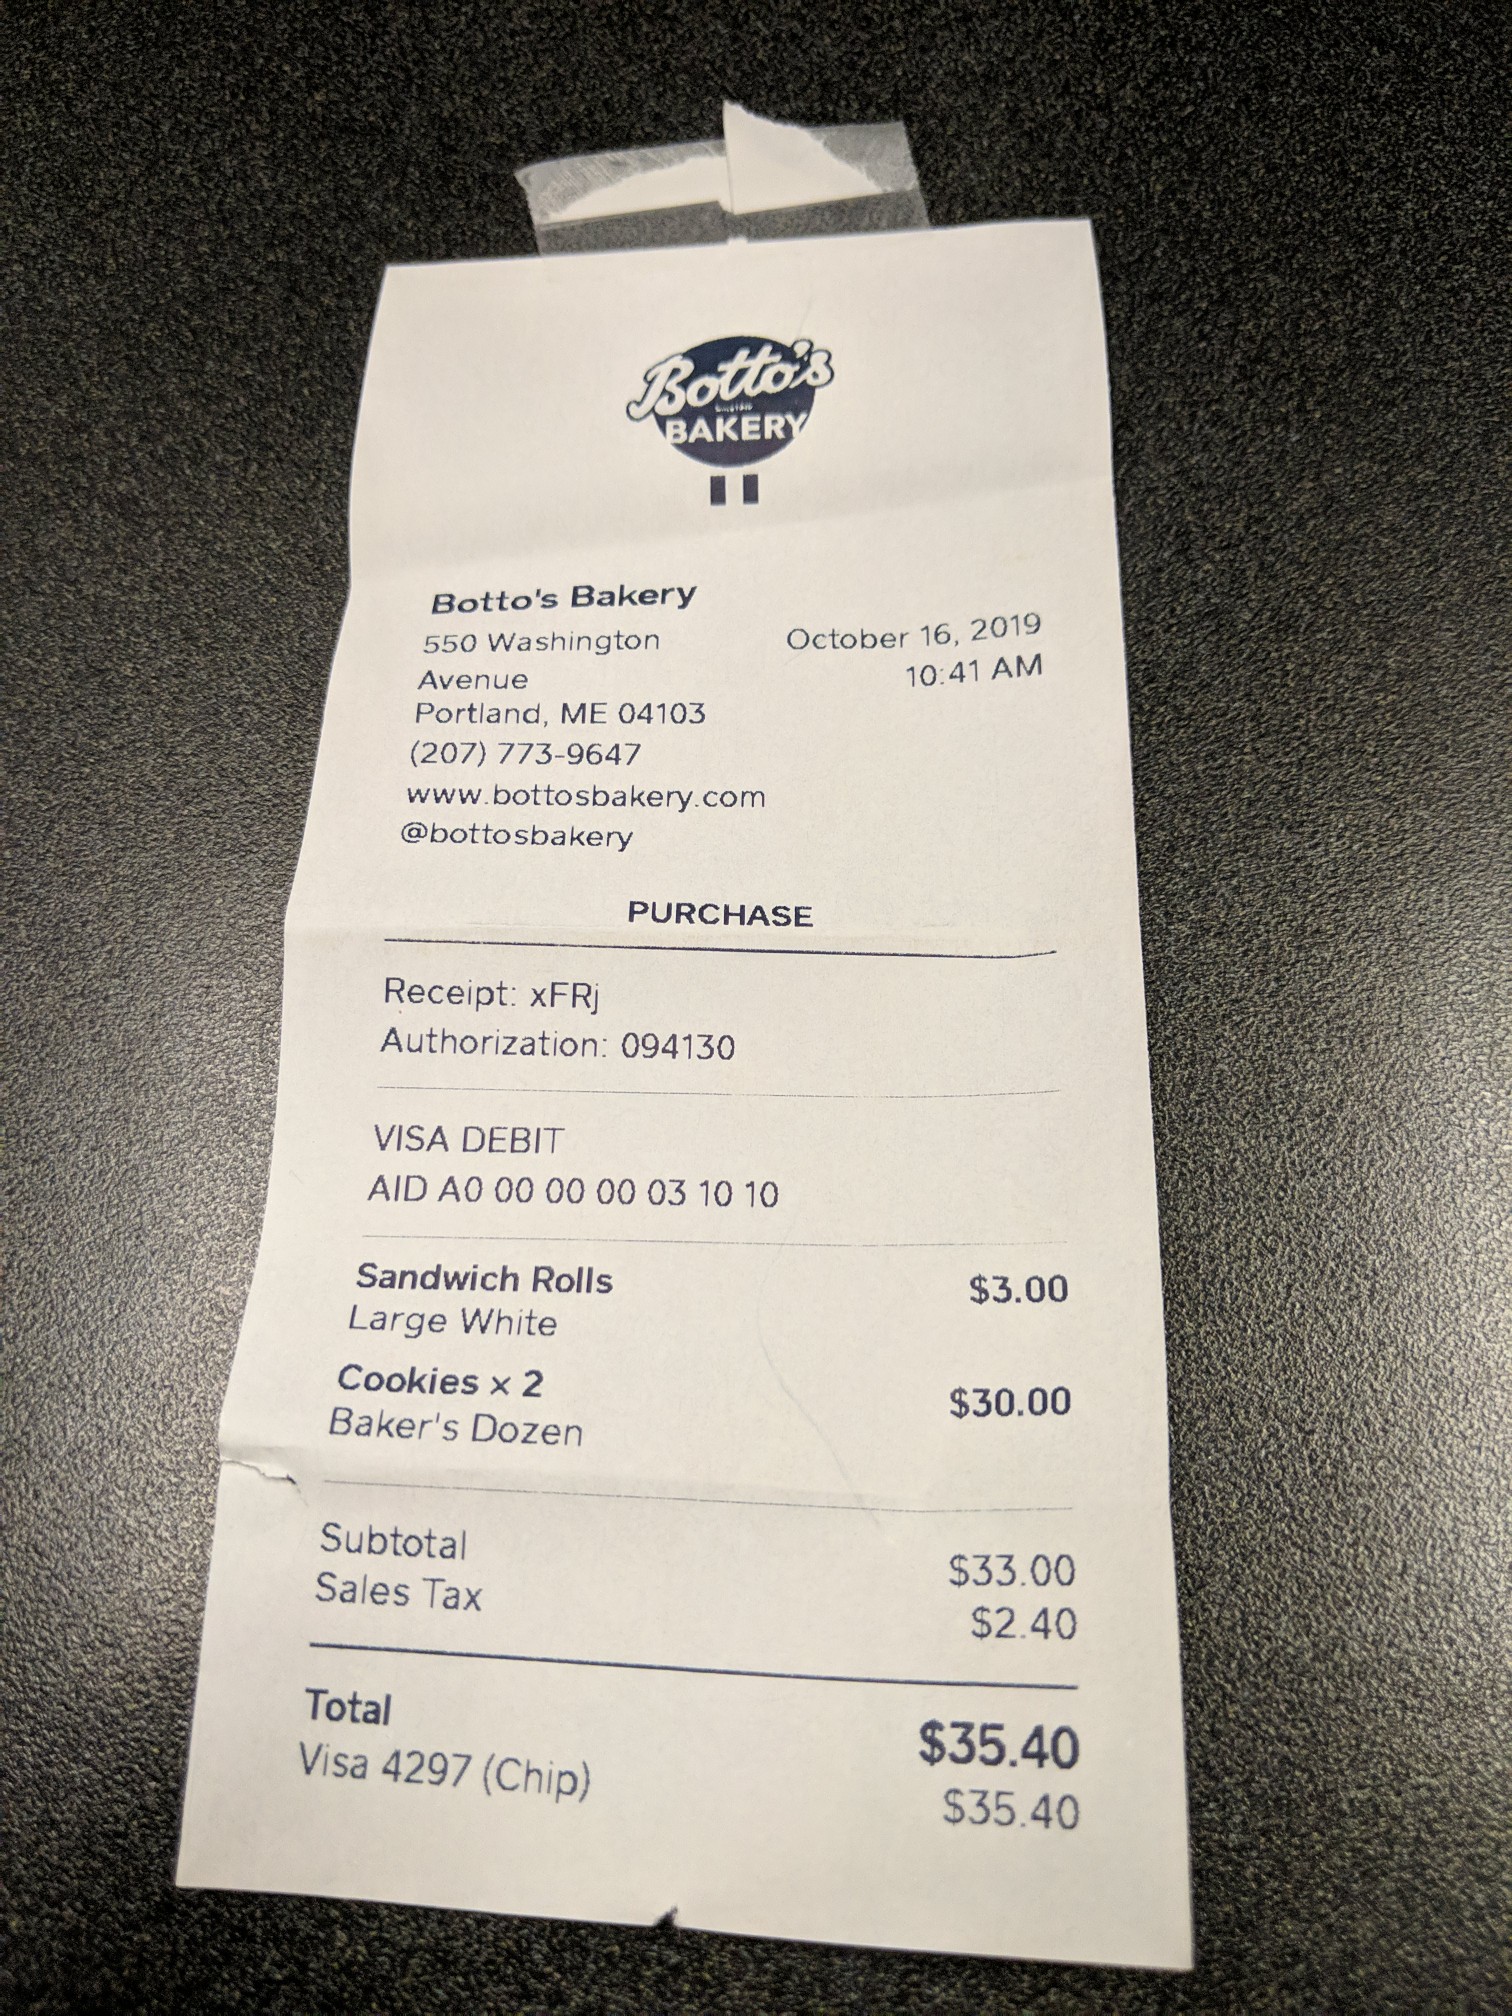 Botto's
BAKERY
Botto's Bakery
550 Washington
Avenue
Portland, ME 04103
(207) 773-9647
www.bottosbakery.com
@bottosbakery
October 16, 2019
10:41 AM
PURCHASE
Receipt: xFRj
Authorization: 094130
VISA DEBIT
AID A0 00 00 00 03 10 10
Sandwich Rolls $3.00
Large White
Cookies x 2 $30.00
Baker's Dozen
Subtotal $33.00
Sales Tax $2.40
Total $35.40
Visa 4297 (Chip) $35.40